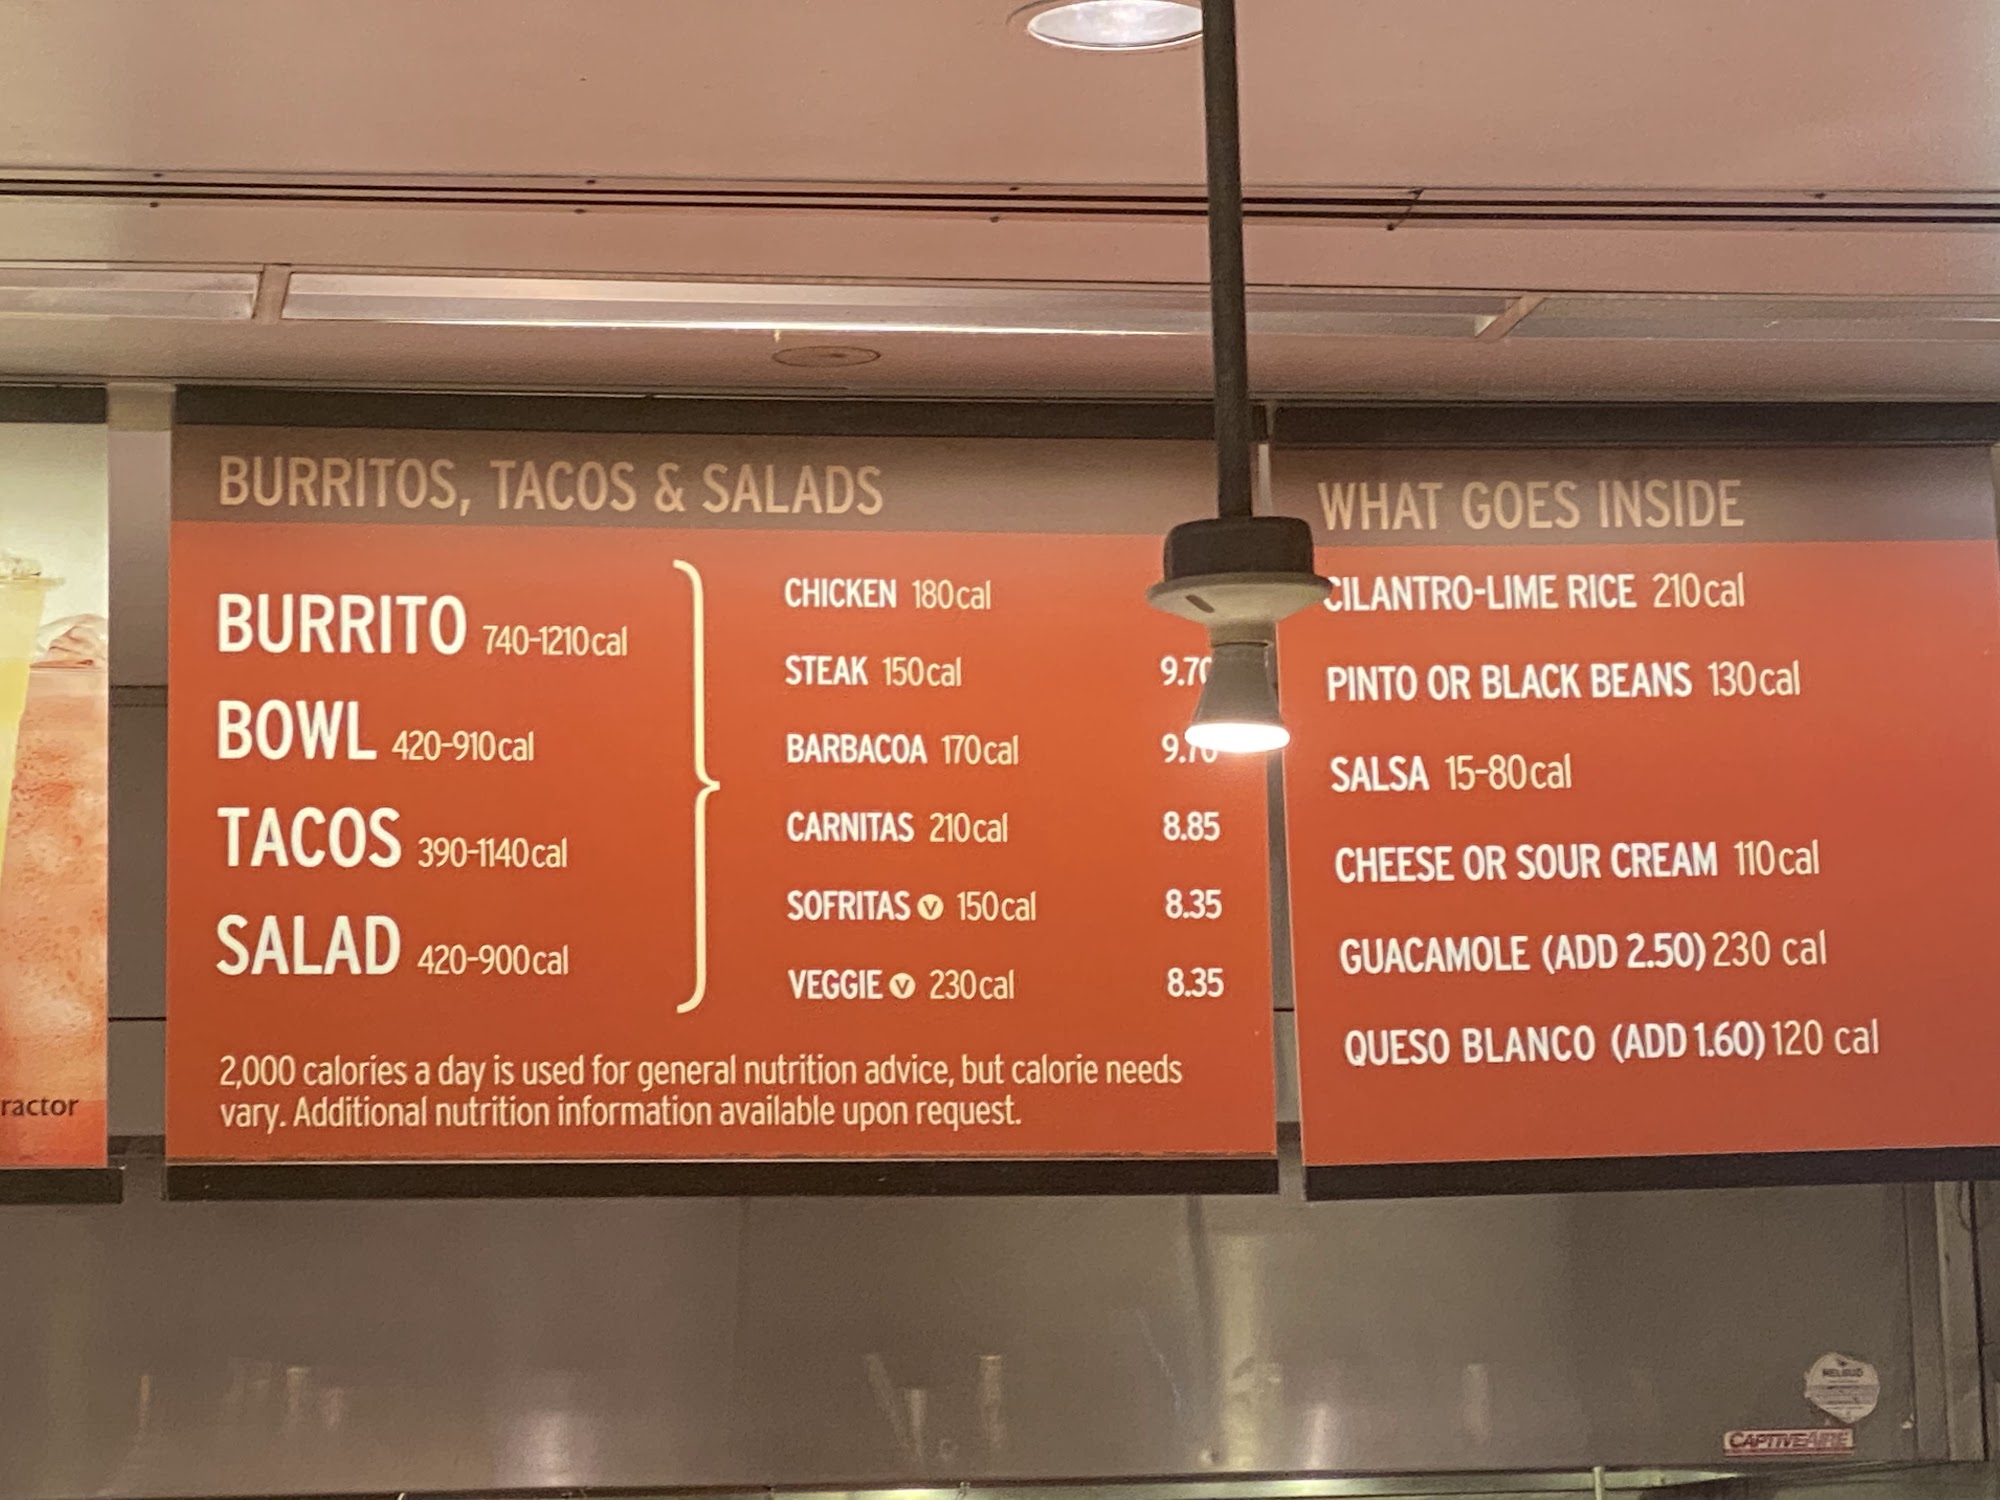 BURRITOS, TACOS & SALADS
BURRITO 740-1210cal
BOWL 420-910cal
TACOS 390-1140cal
SALAD 420-900cal
CHICKEN 180cal
STEAK 150cal 9.70
BARBACOA 170cal 9.70
CARNITAS 210cal 8.85
SOFRITAS V 150cal 8.35
VEGGIE V 230cal 8.35
2,000 calories a day is used for general nutrition advice, but calorie needs
vary. Additional nutrition information available upon request.
WHAT GOES INSIDE
CILANTRO-LIME RICE 210cal
PINTO OR BLACK BEANS 130cal
SALSA 15-80cal
CHEESE OR SOUR CREAM 110cal
GUACAMOLE (ADD 2.50) 230 cal
QUESO BLANCO (ADD 1.60) 120 cal
ractor
CAPTIVEAIRE